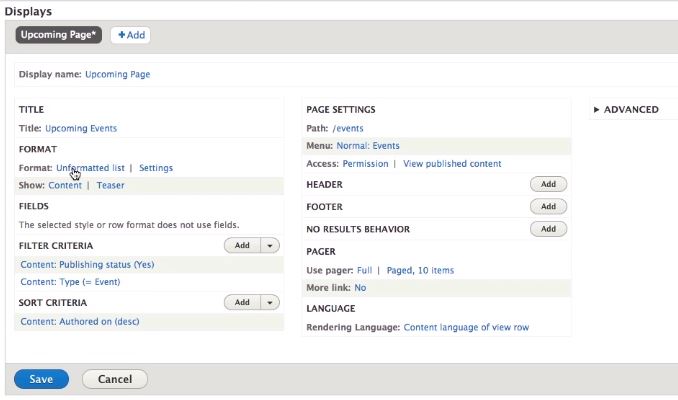 Displays
Upcoming Page* +Add
Display name: Upcoming Page
TITLE
Title: Upcoming Events
FORMAT
Format: Unformatted list | Settings
Show: Content | Teaser
FIELDS
The selected style or row format does not use fields.
FILTER CRITERIA Add
Content: Publishing status (Yes)
Content: Type (= Event)
SORT CRITERIA Add
Content: Authored on (desc)
PAGE SETTINGS
Path: /events
Menu: Normal: Events
Access: Permission | View published content
HEADER Add
FOOTER Add
NO RESULTS BEHAVIOR Add
PAGER
Use pager: Full | Paged, 10 items
More link: No
LANGUAGE
Rendering Language: Content language of view row
ADVANCED
Save Cancel